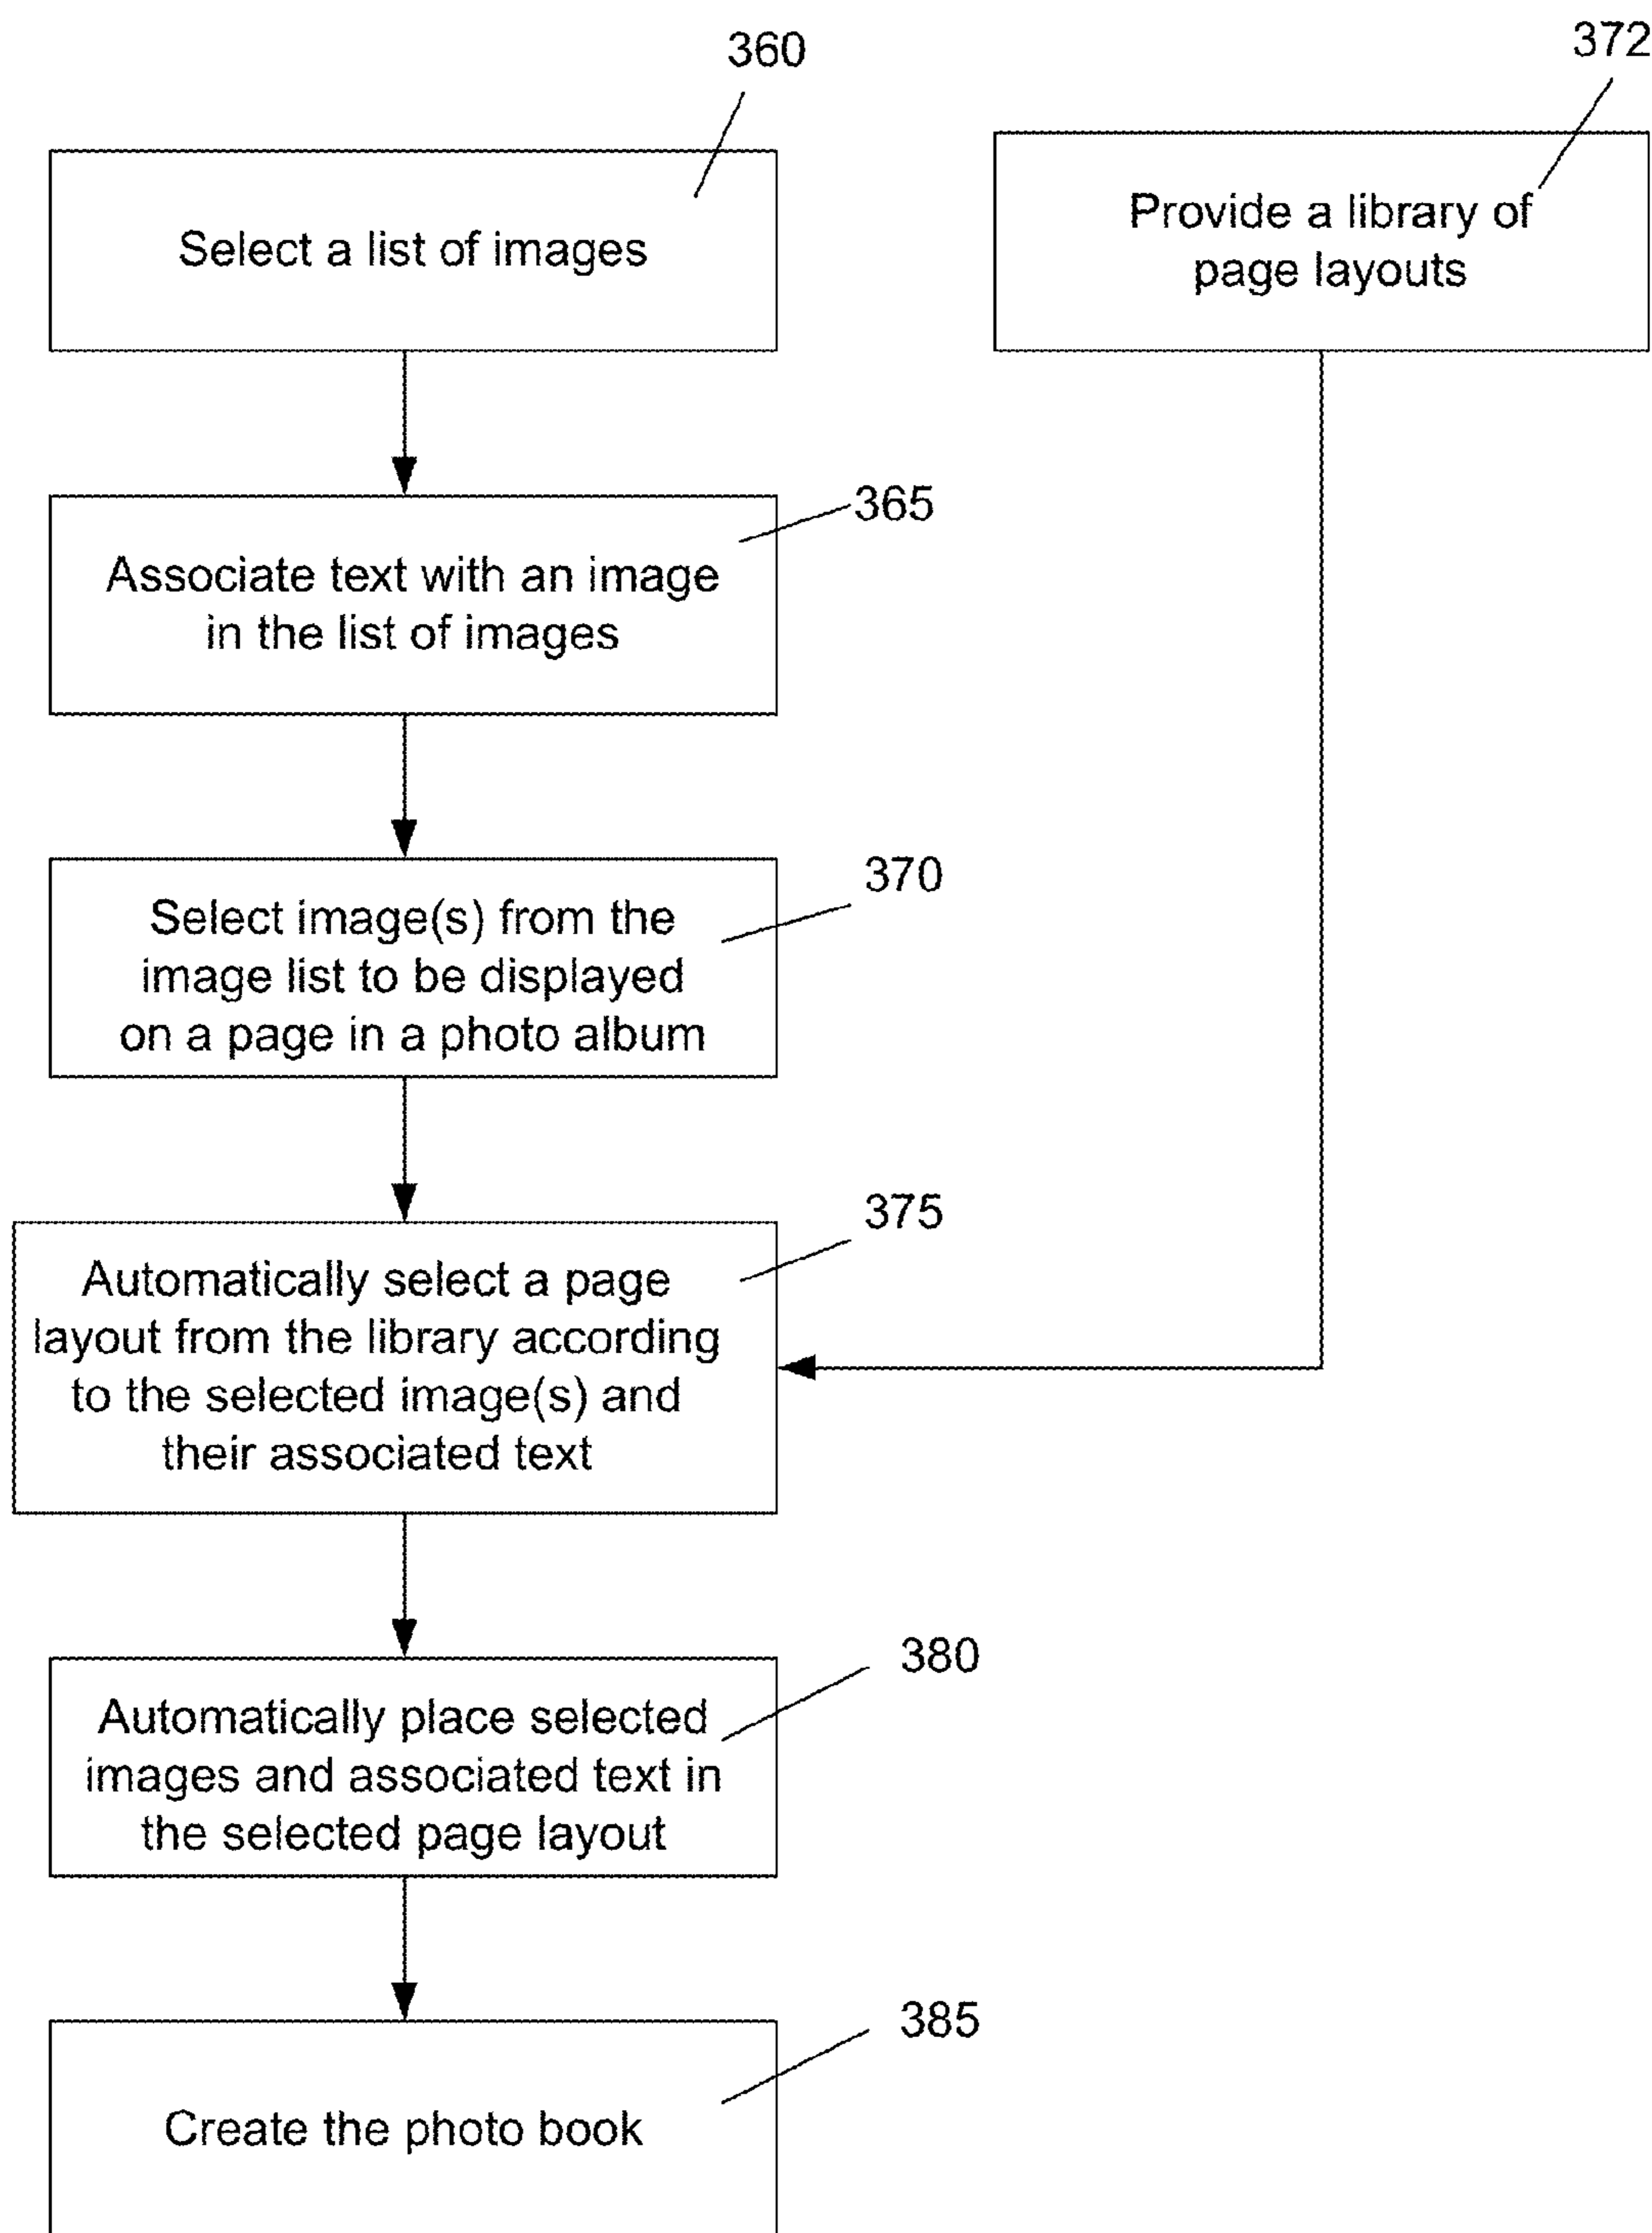 360
Select a list of images
372
Provide a library of
page layouts
365
Associate text with an image
in the list of images
370
Select image(s) from the
image list to be displayed
on a page in a photo album
375
Automatically select a page
layout from the library according
to the selected image(s) and
their associated text
380
Automatically place selected
images and associated text in
the selected page layout
385
Create the photo book